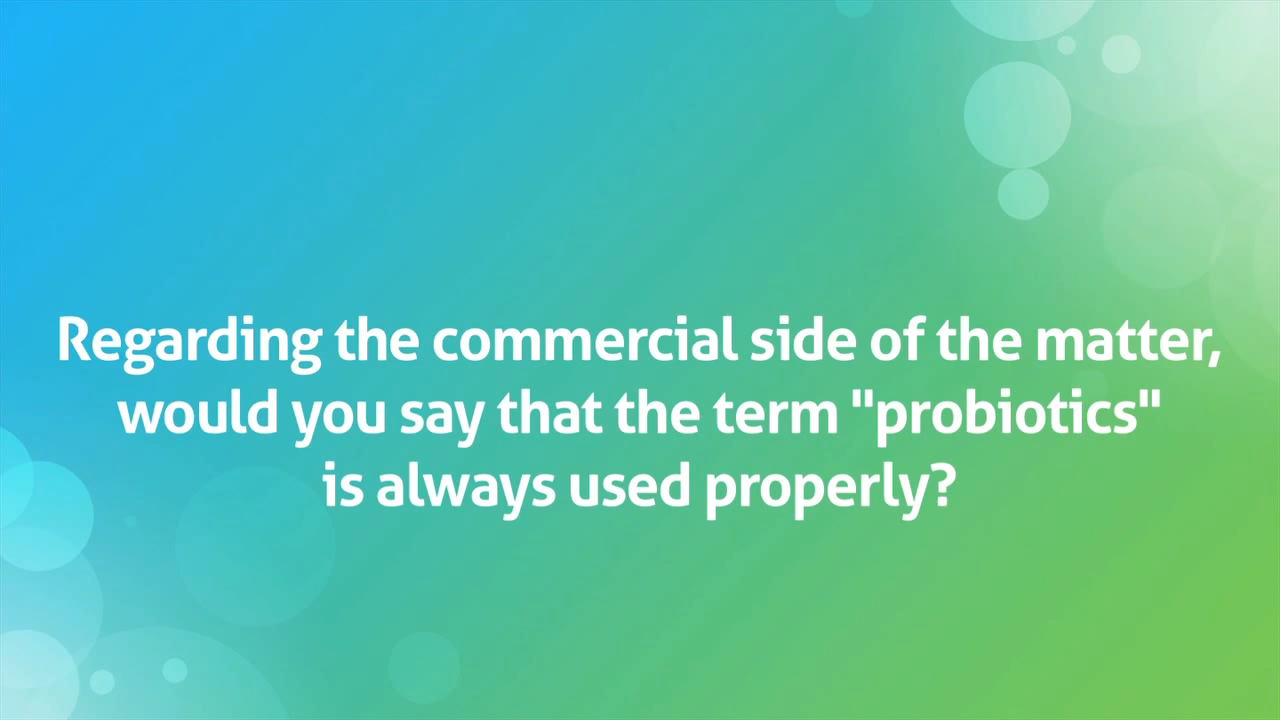 Regarding the commercial side of the matter,
would you say that the term "probiotics"
is always used properly?